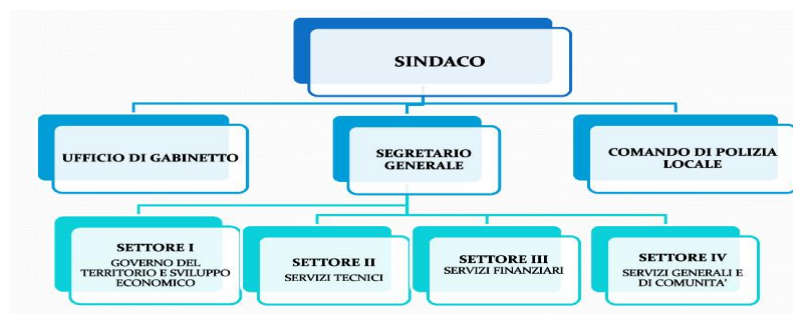 SINDACO
UFFICIO DI GABINETTO
SEGRETARIO
GENERALE
COMANDO DI POLIZIA
LOCALE
SETTORE I
GOVERNO DEL
TERRITORIO E SVILUPPO
ECONOMICO
SETTORE II
SERVIZI TECNICI
SETTORE III
SERVIZI FINANZIARI
SETTORE IV
SERVIZI GENERALI E
DI COMUNITA'